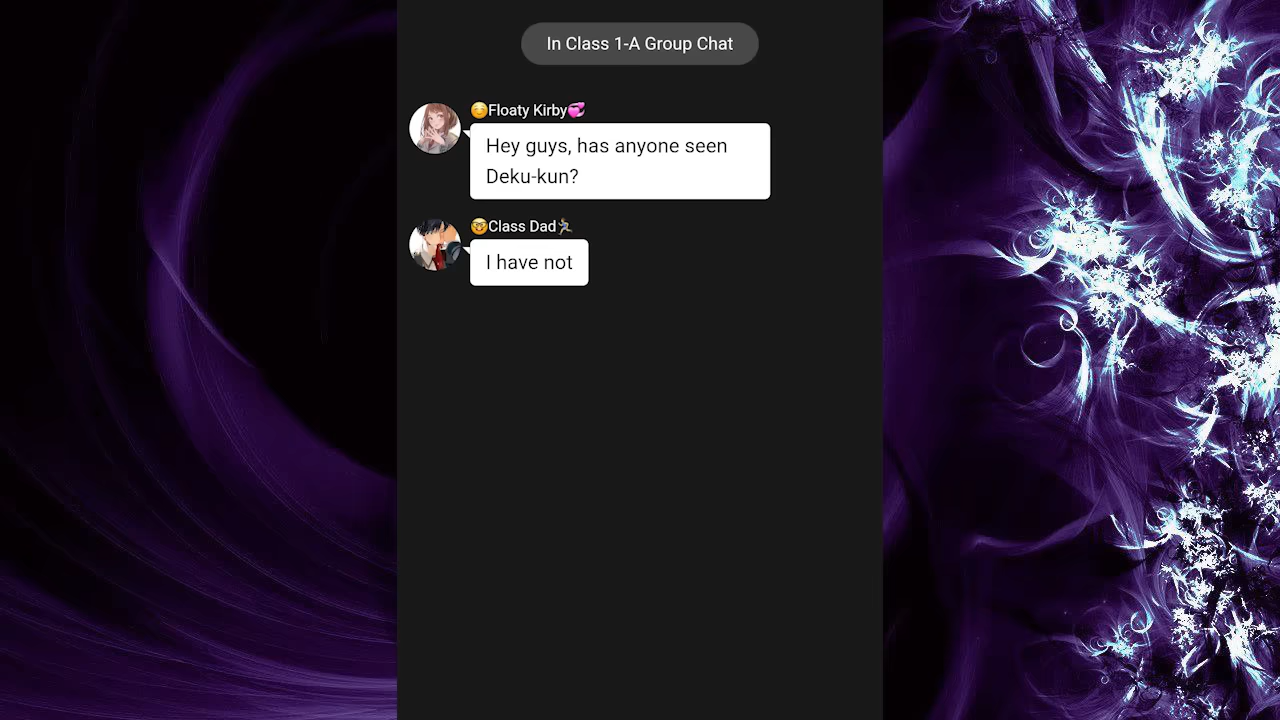 In Class 1-A Group Chat
☺️Floaty Kirby💞
Hey guys, has anyone seen
Deku-kun?
🤓Class Dad🏃🏽‍♂️
I have not